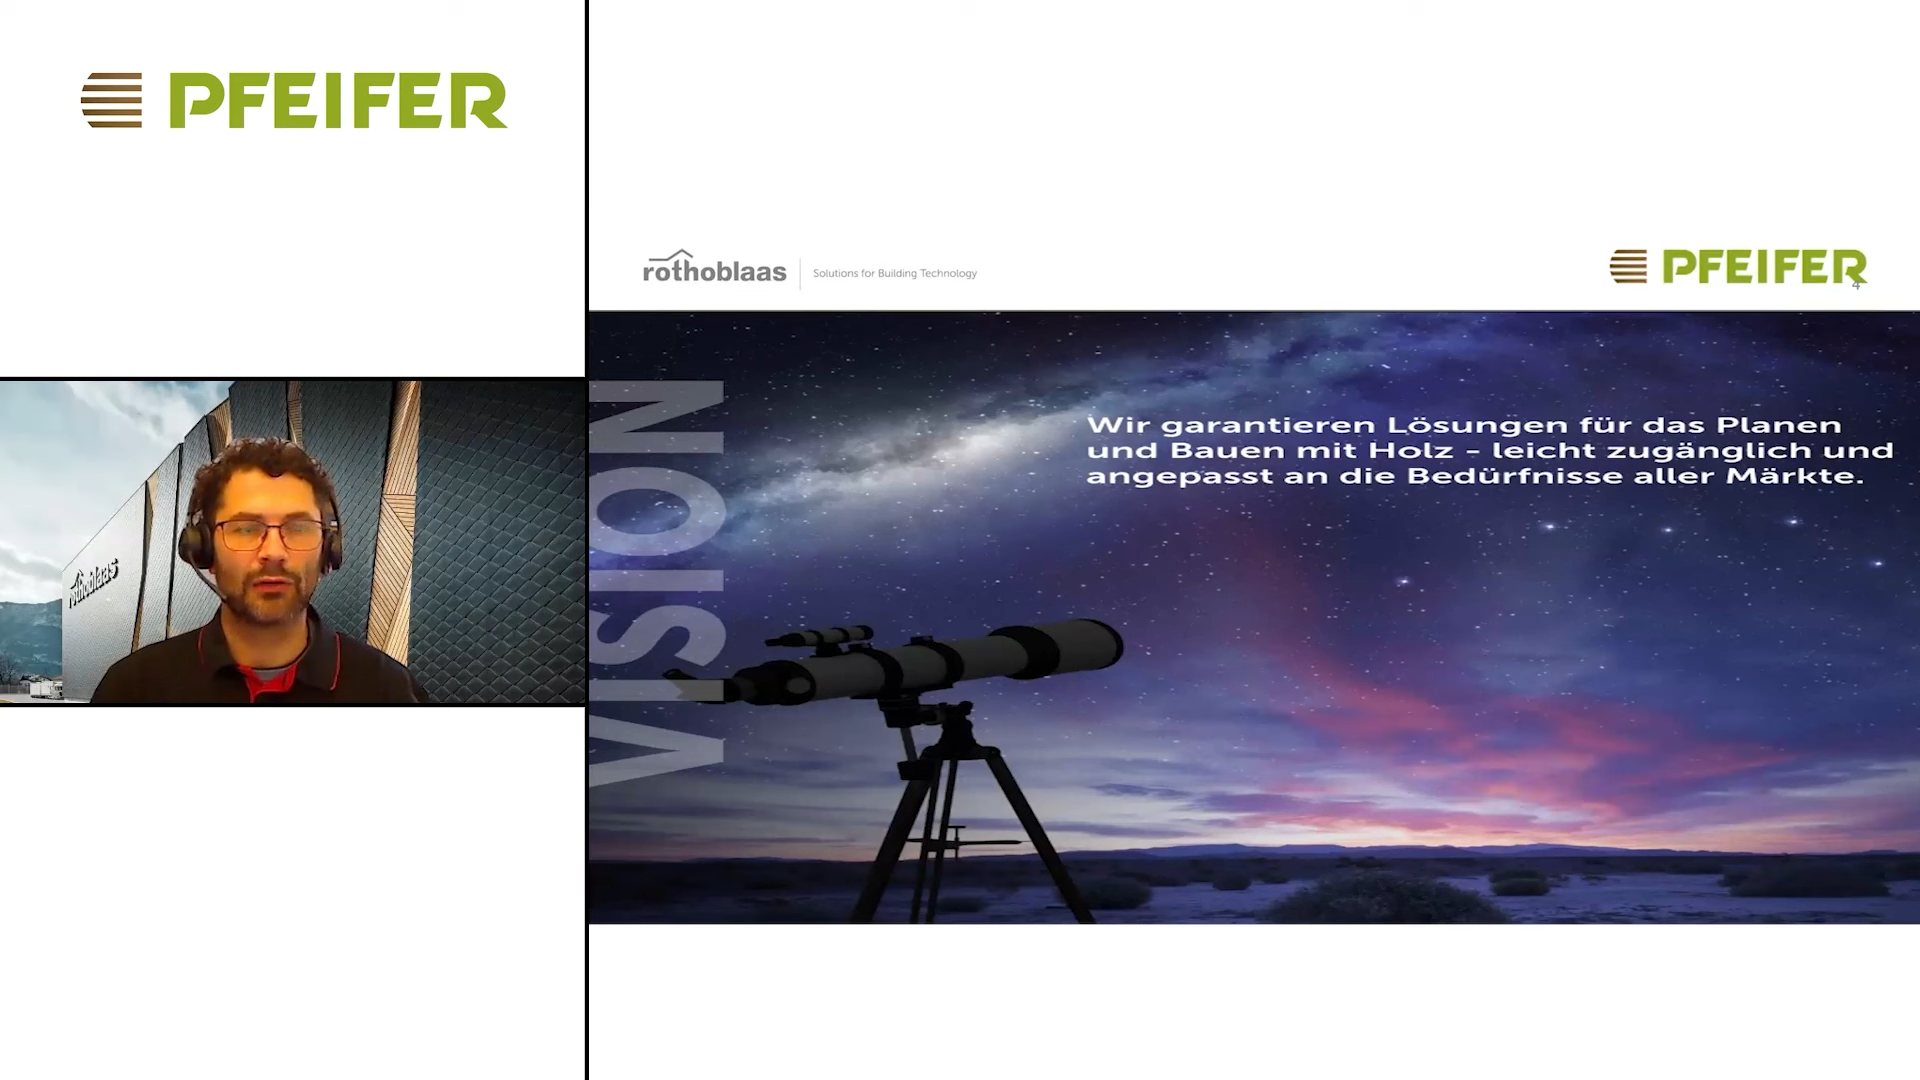 PFEIFER
rothoblaas
rothoblaas
Solutions for Building Technology
PFEIFER
4
VISION
Wir garantieren Lösungen für das Planen
und Bauen mit Holz - leicht zugänglich und
angepasst an die Bedürfnisse aller Märkte.